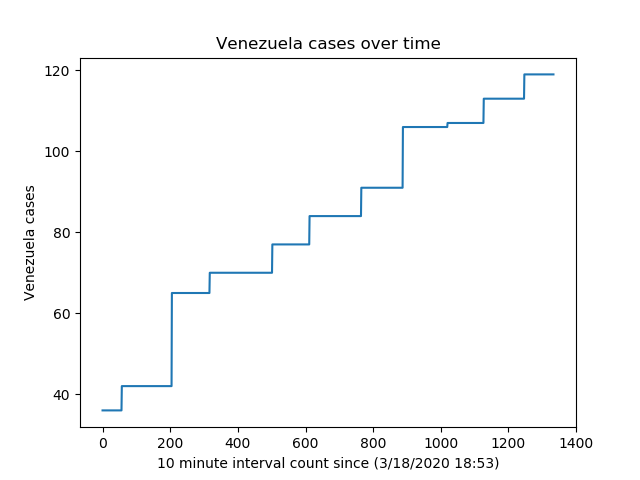 Venezuela cases over time
120
100
80
60
40
Venezuela cases
0 200 400 600 800 1000 1200 1400
10 minute interval count since (3/18/2020 18:53)